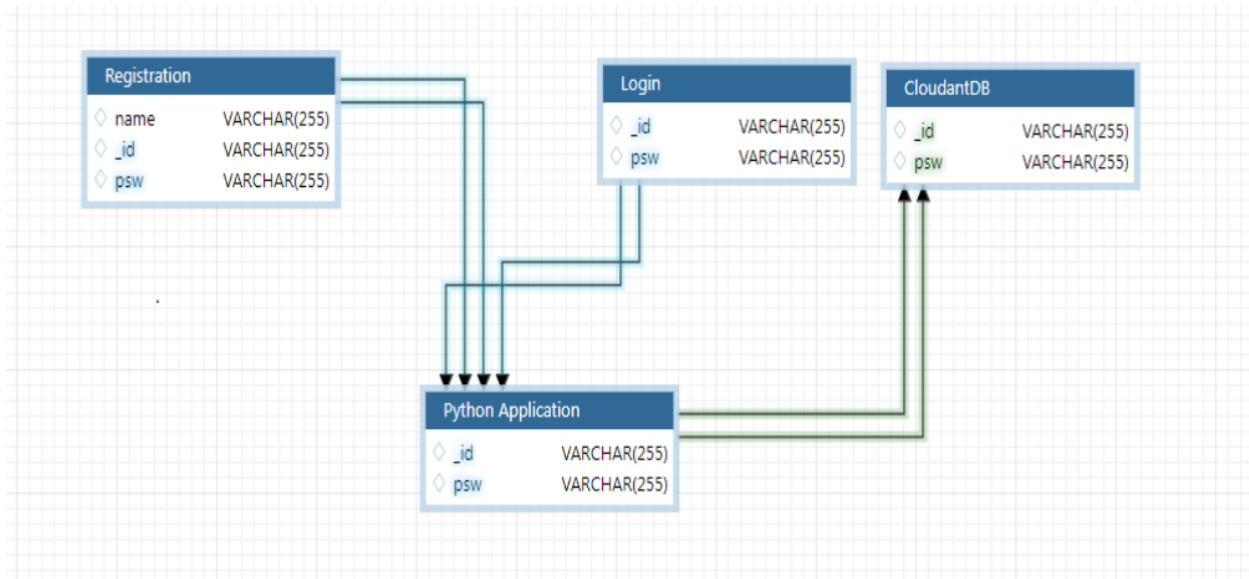 Registration
name VARCHAR(255)
_id VARCHAR(255)
psw VARCHAR(255)
Login
_id VARCHAR(255)
psw VARCHAR(255)
CloudantDB
_id VARCHAR(255)
psw VARCHAR(255)
Python Application
_id VARCHAR(255)
psw VARCHAR(255)